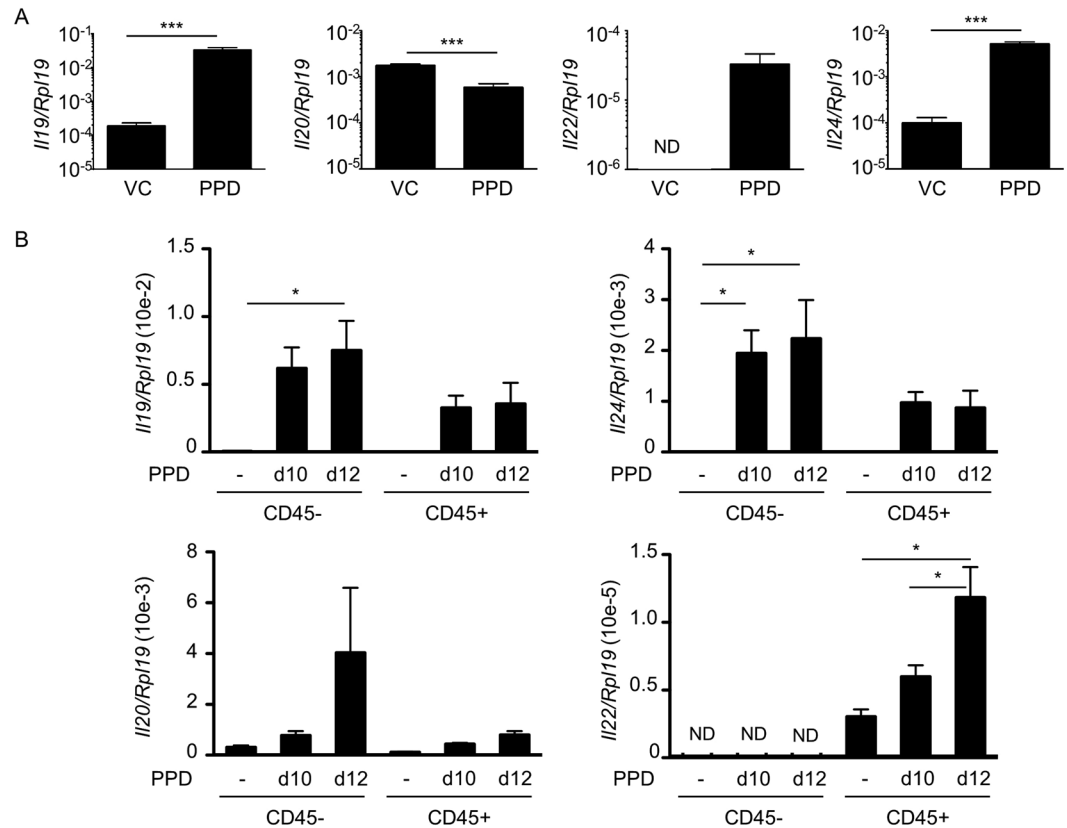 A
Il19/Rpl19
10-1
10-2
10-3
10-4
10-5
***
VC PPD
Il20/Rpl19
10-2
10-3
10-4
10-5
***
VC PPD
Il22/Rpl19
10-4
10-5
10-6
ND
VC PPD
Il24/Rpl19
10-2
10-3
10-4
10-5
***
VC PPD
B
Il19/Rpl19 (10e-2)
1.5
1.0
0.5
0
*
PPD - d10 d12 - d10 d12
CD45- CD45+
Il24/Rpl19 (10e-3)
4
3
2
1
0
*
*
PPD - d10 d12 - d10 d12
CD45- CD45+
Il20/Rpl19 (10e-3)
8
6
4
2
0
PPD - d10 d12 - d10 d12
CD45- CD45+
Il22/Rpl19 (10e-5)
1.5
1.0
0.5
0
*
*
ND ND ND
PPD - d10 d12 - d10 d12
CD45- CD45+